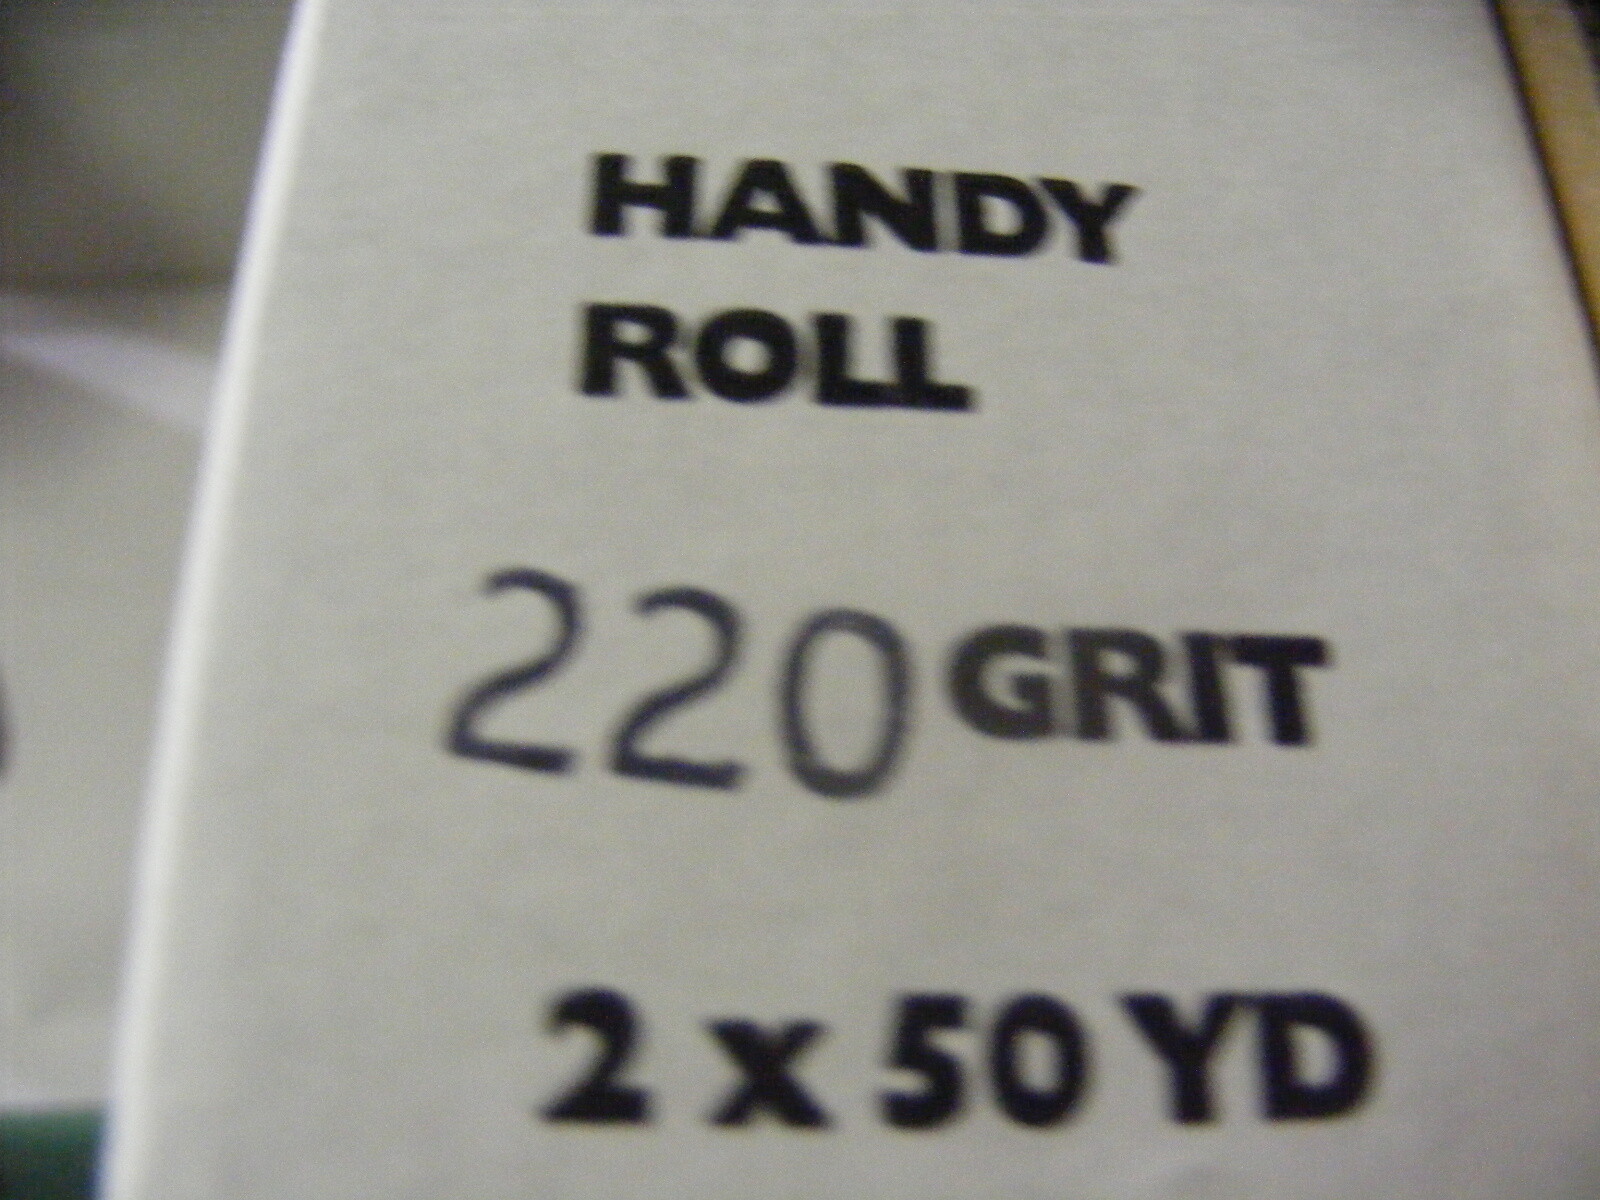 HANDY
ROLL
220 GRIT
2 x 50 YD